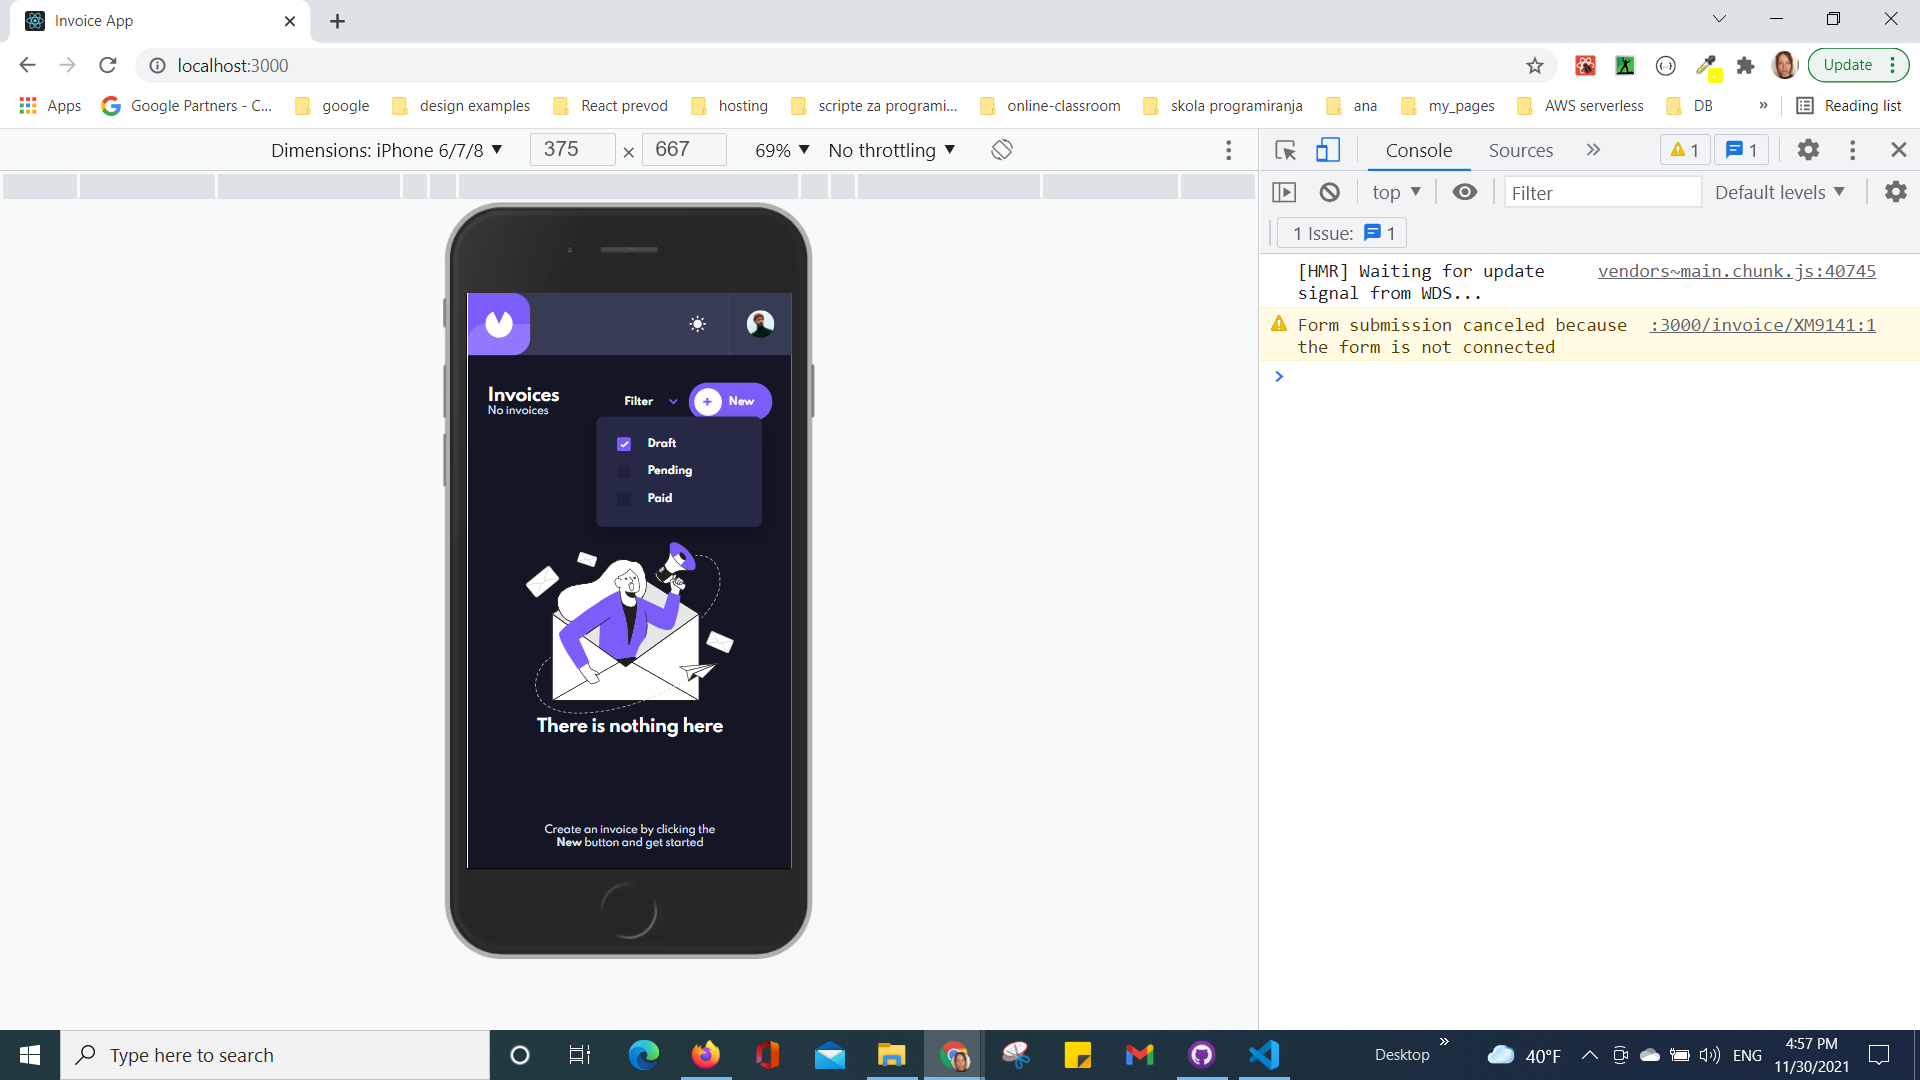 Invoice App
localhost:3000
Update
Apps
Google Partners - C...
google
design examples
React prevod
hosting
scripte za programi...
online-classroom
skola programiranja
ana
my_pages
AWS serverless
DB
»
Reading list
Dimensions: iPhone 6/7/8
375
×
667
69%
No throttling
Console
Sources
»
1
1
top
Filter
Default levels
1 Issue:
1
[HMR] Waiting for update
signal from WDS...
vendors~main.chunk.js:40745
Form submission canceled because
the form is not connected
:3000/invoice/XM9141:1
Invoices
No invoices
Filter
New
Draft
Pending
Paid
There is nothing here
Create an invoice by clicking the
New button and get started
Type here to search
Desktop
»
40°F
ENG
4:57 PM
11/30/2021